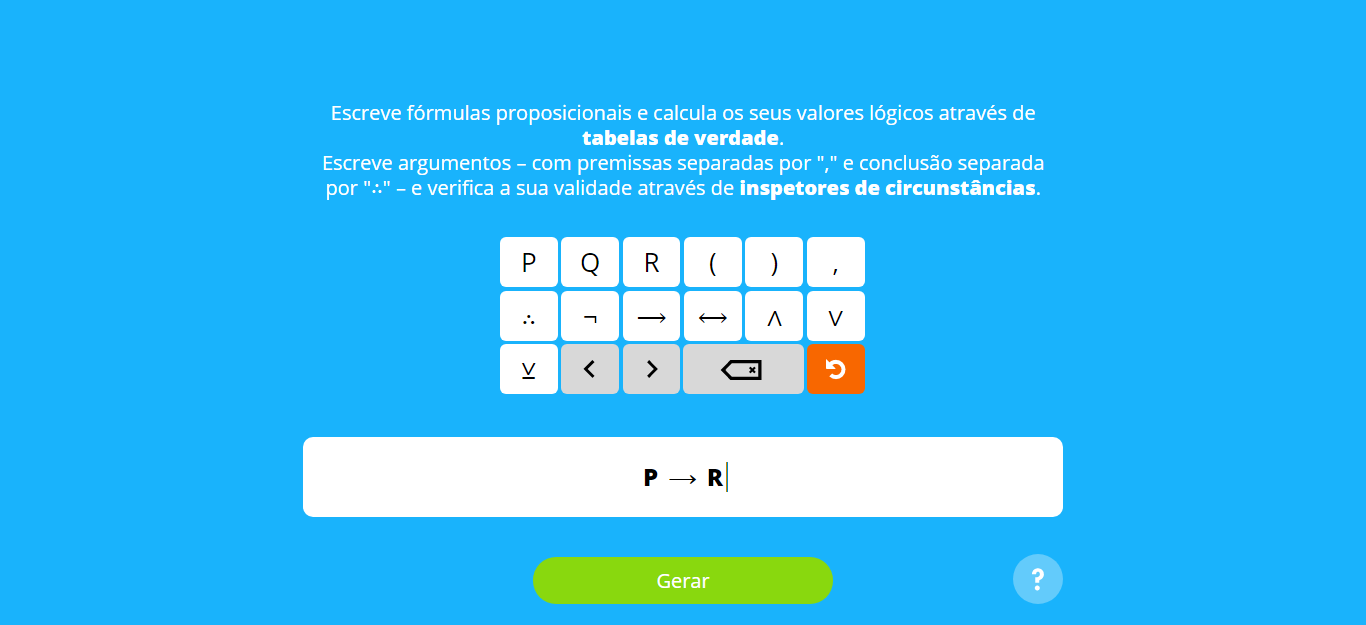 Escreve fórmulas proposicionais e calcula os seus valores lógicos através de
tabelas de verdade.
Escreve argumentos – com premissas separadas por "," e conclusão separada
por "∴" – e verifica a sua validade através de inspetores de circunstâncias.
P Q R ( ) ,
∴ ¬ → ↔ ∧ ∨
⊻ < >
P → R
Gerar
?